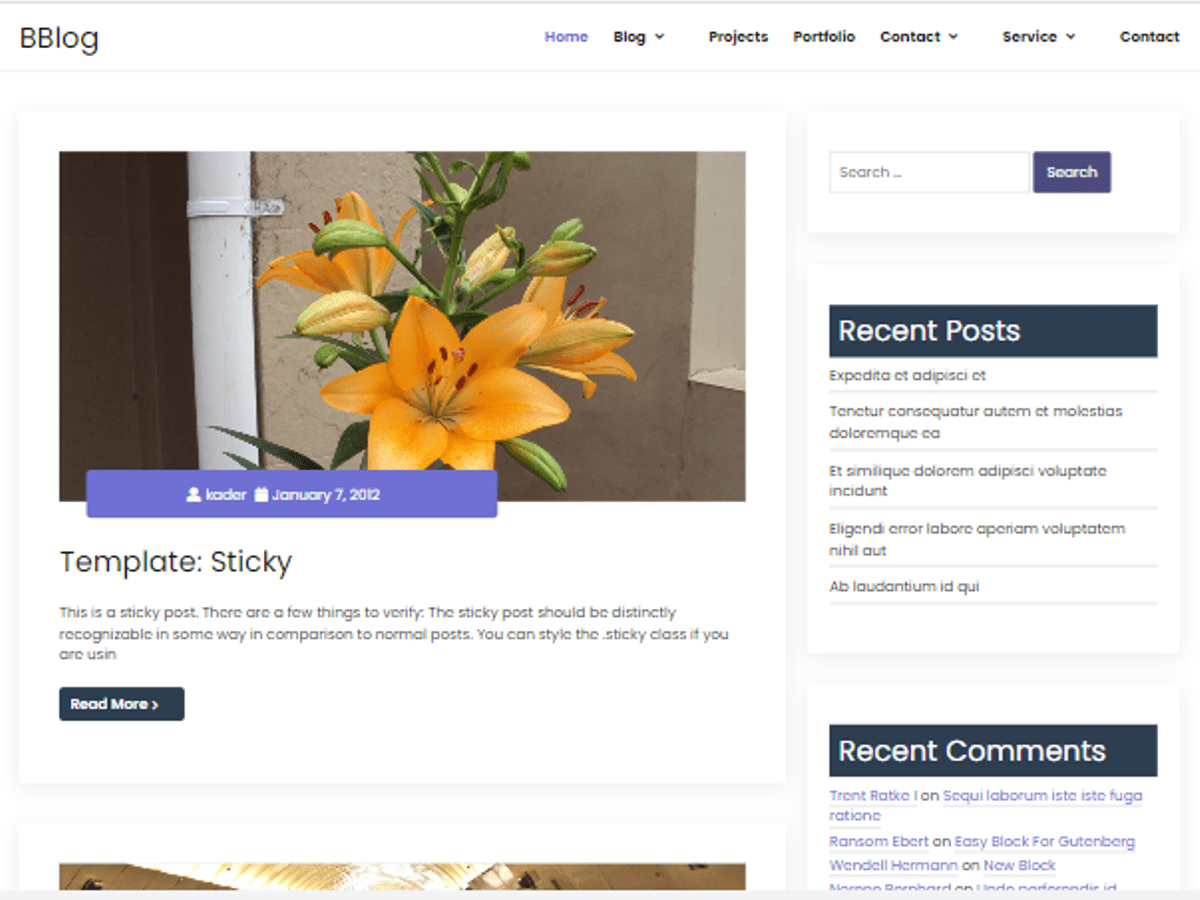 BBlog
Home Blog Projects Portfolio Contact Service Contact
kader January 7, 2012
Template: Sticky
This is a sticky post. There are a few things to verify: The sticky post should be distinctly
recognizable in some way in comparison to normal posts. You can style the .sticky class if you
are usin
Read More ›
Search …
Search
Recent Posts
Expedita et adipisci et
Tenetur consequatur autem et molestias
doloremque ea
Et similique dolorem adipisci voluptate
incidunt
Eligendi error labore aperiam voluptatem
nihil aut
Ab laudantium id qui
Recent Comments
Trent Ratke I on Sequi laborum iste iste fuga
ratione
Ransom Ebert on Easy Block For Gutenberg
Wendell Hermann on New Block